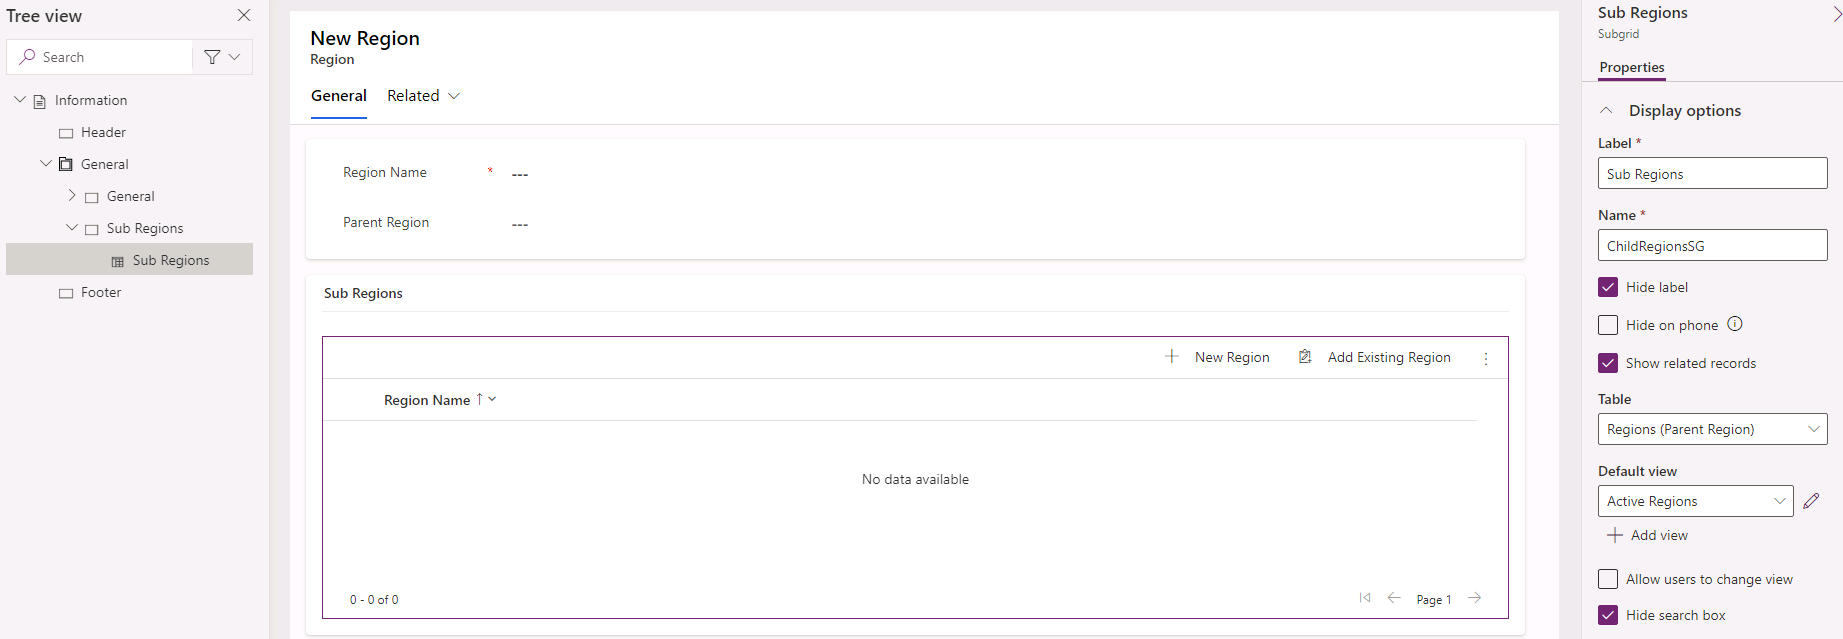 Tree view
Search
Information
Header
General
General
Sub Regions
Sub Regions
Footer
New Region
Region
General Related
Region Name * ---
Parent Region ---
Sub Regions
New Region Add Existing Region
Region Name
No data available
0 - 0 of 0 Page 1
Sub Regions
Subgrid
Properties
Display options
Label *
Sub Regions
Name *
ChildRegionsSG
Hide label
Hide on phone
Show related records
Table
Regions (Parent Region)
Default view
Active Regions
Add view
Allow users to change view
Hide search box